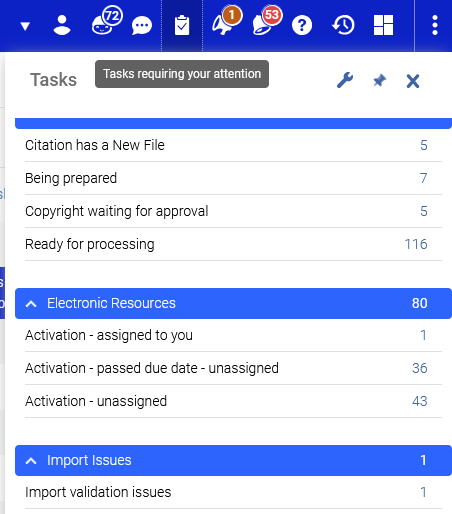 72
1
53
Tasks
Tasks requiring your attention
Citation has a New File 5
Being prepared 7
Copyright waiting for approval 5
Ready for processing 116
Electronic Resources 80
Activation - assigned to you 1
Activation - passed due date - unassigned 36
Activation - unassigned 43
Import Issues 1
Import validation issues 1